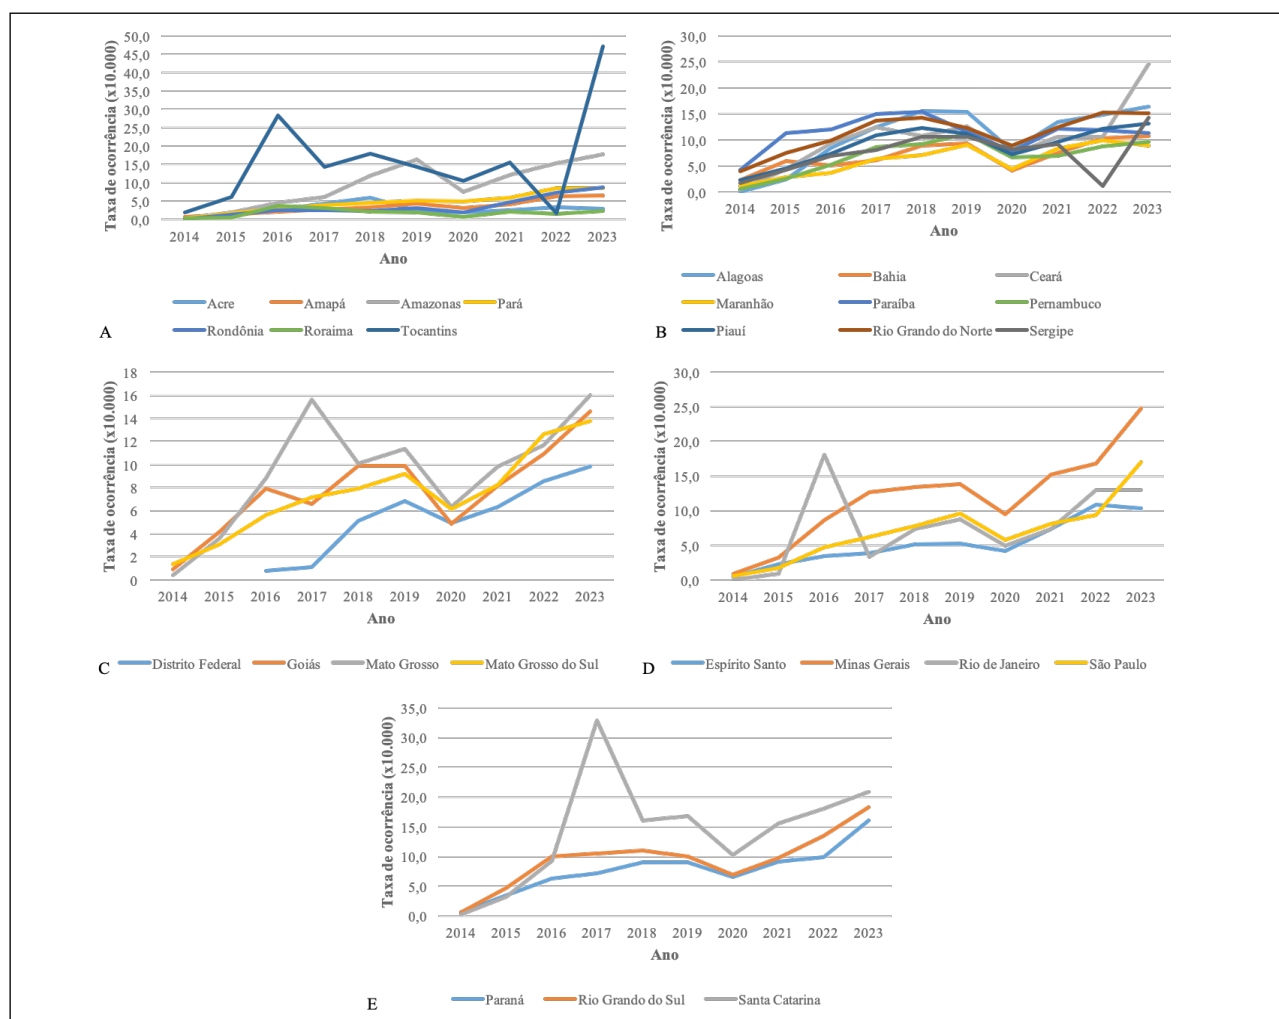 Taxa de ocorrência (x10.000)
50,0
45,0
40,0
35,0
30,0
25,0
20,0
15,0
10,0
5,0
0,0
2014 2015 2016 2017 2018 2019 2020 2021 2022 2023
Ano
Acre Amapá Amazonas Pará
Rondônia Roraima Tocantins
A
Taxa de ocorrência (x10.000)
30,0
25,0
20,0
15,0
10,0
5,0
0,0
2014 2015 2016 2017 2018 2019 2020 2021 2022 2023
Ano
Alagoas Bahia Ceará
Maranhão Paraíba Pernambuco
Piauí Rio Grando do Norte Sergipe
B
Taxa de ocorrência (x10.000)
18
16
14
12
10
8
6
4
2
0
2014 2015 2016 2017 2018 2019 2020 2021 2022 2023
Ano
Distrito Federal Goiás Mato Grosso Mato Grosso do Sul
C
Taxa de ocorrência (x10.000)
30,0
25,0
20,0
15,0
10,0
5,0
0,0
2014 2015 2016 2017 2018 2019 2020 2021 2022 2023
Ano
Espírito Santo Minas Gerais Rio de Janeiro São Paulo
D
Taxa de ocorrência (x10.000)
35,0
30,0
25,0
20,0
15,0
10,0
5,0
0,0
2014 2015 2016 2017 2018 2019 2020 2021 2022 2023
Ano
Paraná Rio Grando do Sul Santa Catarina
E